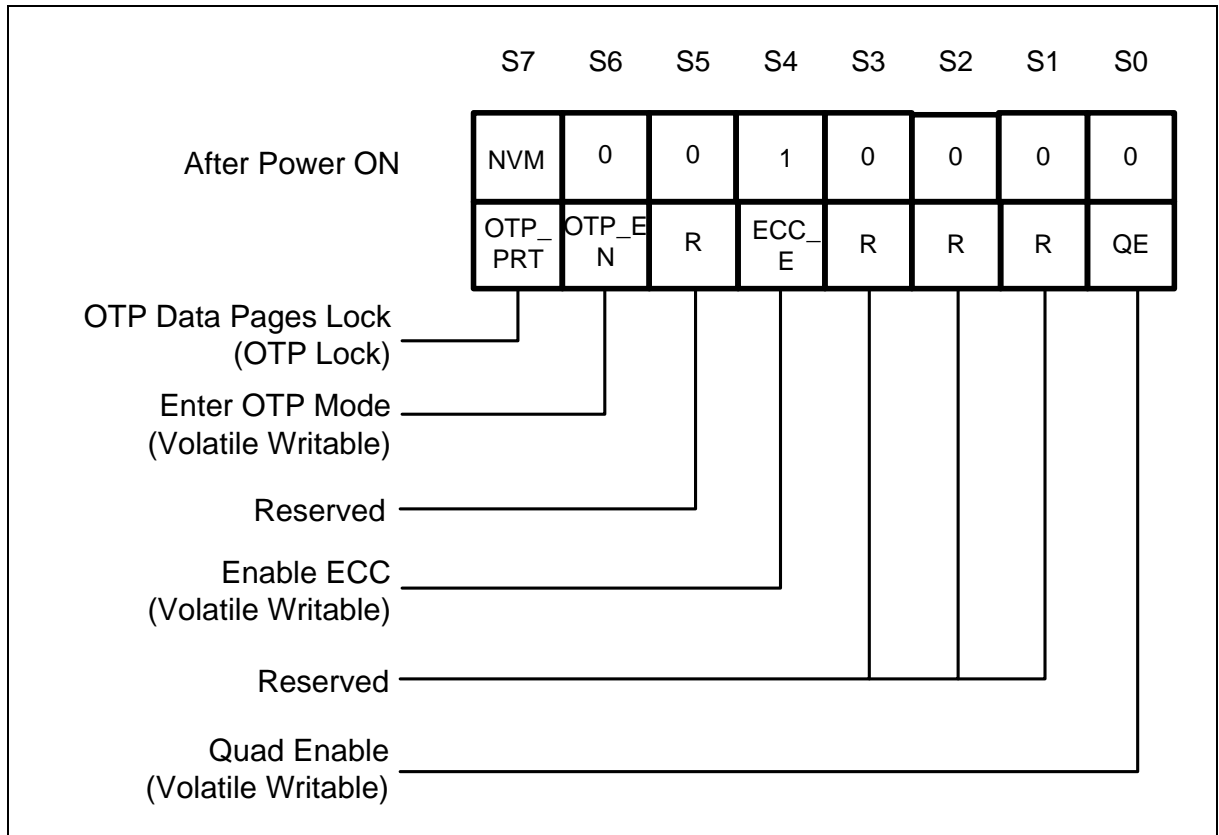 S7 S6 S5 S4 S3 S2 S1 S0
After Power ON NVM 0 0 1 0 0 0 0
OTP_ OTP_E R ECC_ R R R QE
PRT N E
OTP Data Pages Lock
(OTP Lock)
Enter OTP Mode
(Volatile Writable)
Reserved
Enable ECC
(Volatile Writable)
Reserved
Quad Enable
(Volatile Writable)